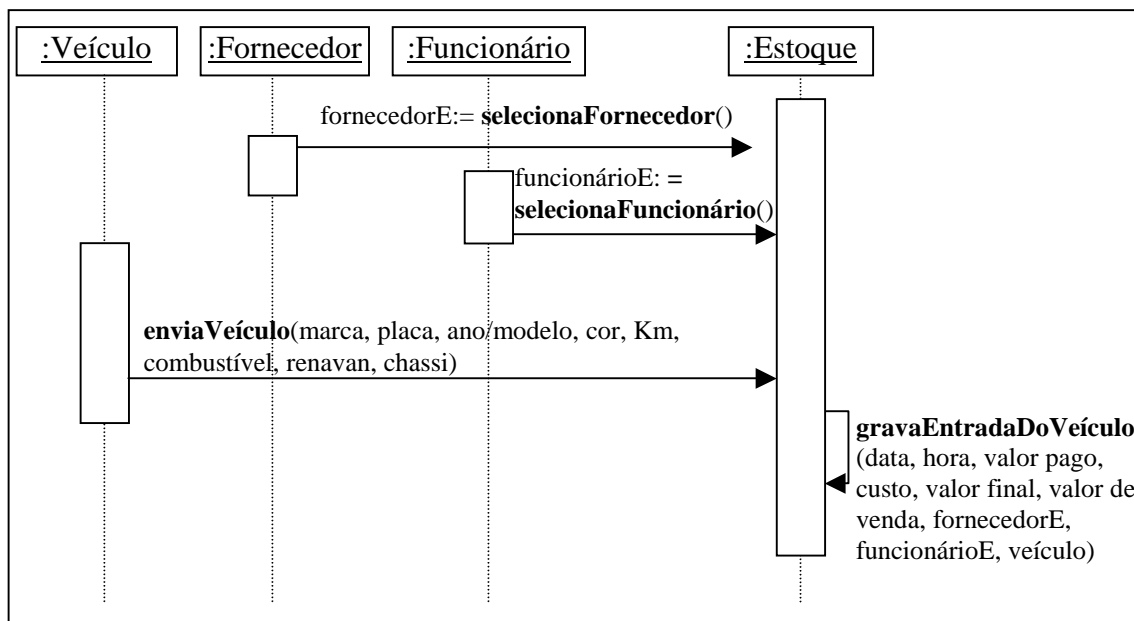 :Veículo
:Fornecedor
:Funcionário
:Estoque
fornecedorE:= selecionaFornecedor()
funcionárioE: =
selecionaFuncionário()
enviaVeículo(marca, placa, ano/modelo, cor, Km,
combustível, renavan, chassi)
gravaEntradaDoVeículo
(data, hora, valor pago,
custo, valor final, valor de
venda, fornecedorE,
funcionárioE, veículo)